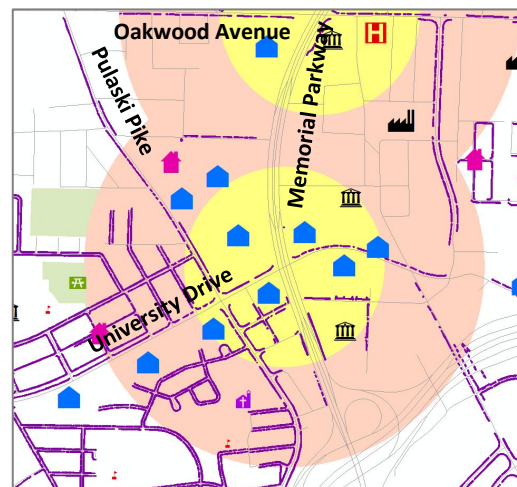 Oakwood Avenue
Pulaski Pike
Memorial Parkway
University Drive
H